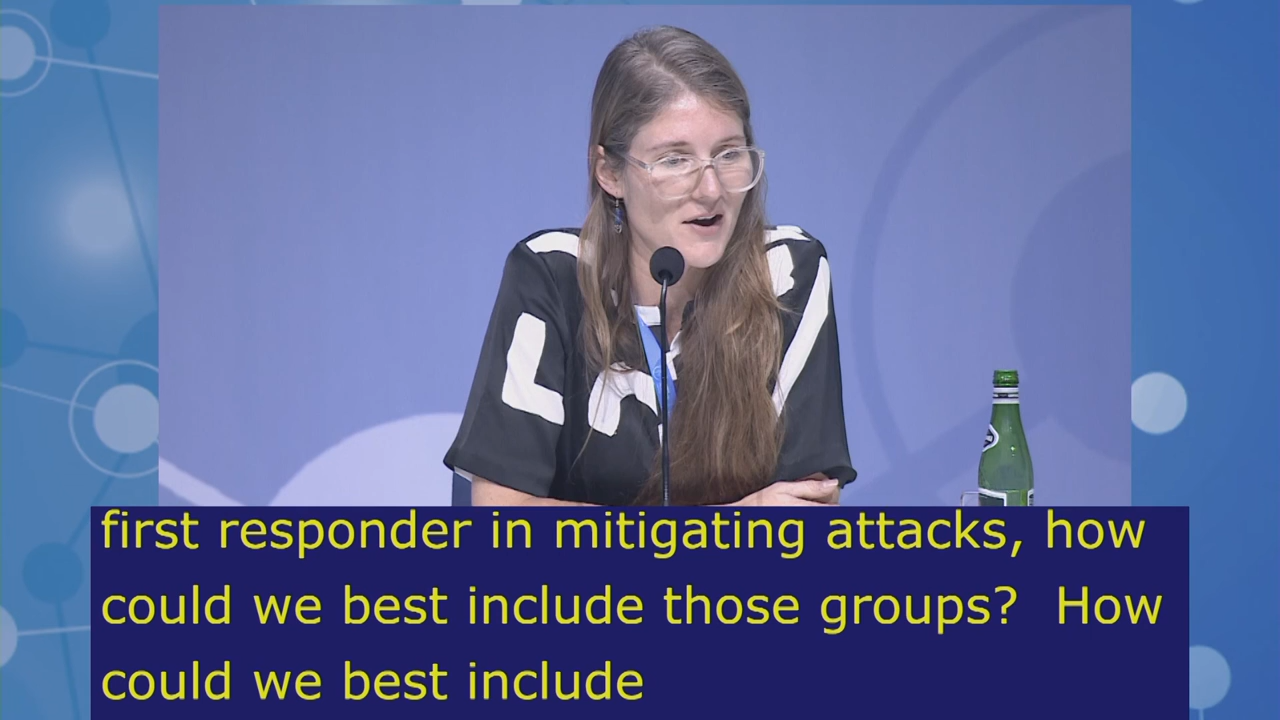 first responder in mitigating attacks, how
could we best include those groups?  How
could we best include